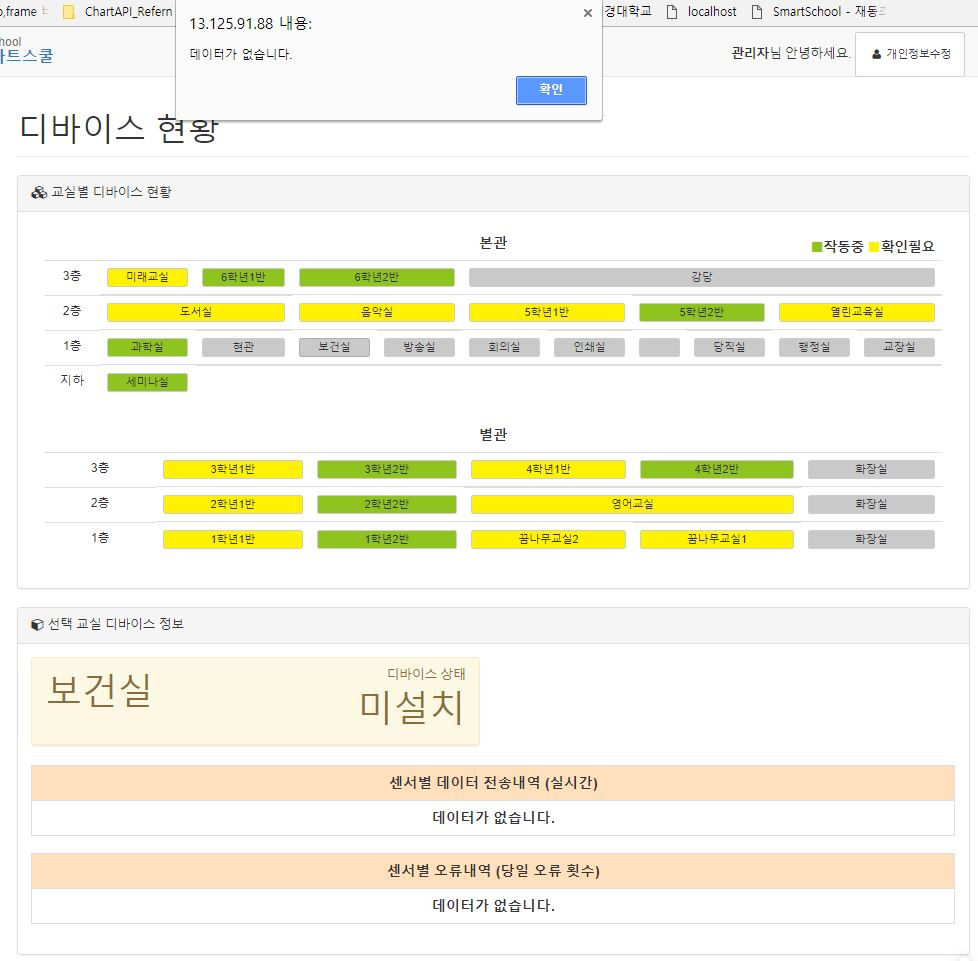 ChartAPI_Refern
경대학교
localhost
SmartSchool - 재동초
13.125.91.88 내용:
데이터가 없습니다.
확인
관리자님 안녕하세요.
개인정보수정
디바이스 현황
교실별 디바이스 현황
본관
작동중 확인필요
3층 미래교실 6학년1반 6학년2반 강당
2층 도서실 음악실 5학년1반 5학년2반 열린교육실
1층 과학실 현관 보건실 방송실 회의실 인쇄실 당직실 행정실 교장실
지하 세미나실
별관
3층 3학년1반 3학년2반 4학년1반 4학년2반 화장실
2층 2학년1반 2학년2반 영어교실 화장실
1층 1학년1반 1학년2반 꿈나무교실2 꿈나무교실1 화장실
선택 교실 디바이스 정보
보건실
디바이스 상태
미설치
센서별 데이터 전송내역 (실시간)
데이터가 없습니다.
센서별 오류내역 (당일 오류 횟수)
데이터가 없습니다.